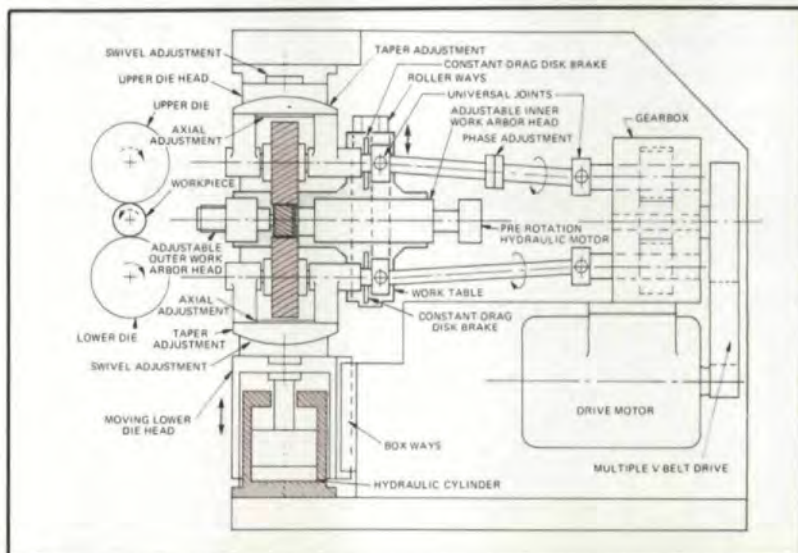 SWIVEL ADJUSTMENT
UPPER DIE HEAD
UPPER DIE
AXIAL
ADJUSTMENT
WORKPIECE
ADJUSTABLE
OUTER WORK
ARBOR HEAD
AXIAL
ADJUSTMENT
TAPER
ADJUSTMENT
LOWER DIE
SWIVEL ADJUSTMENT
MOVING LOWER
DIE HEAD
TAPER ADJUSTMENT
CONSTANT DRAG DISK BRAKE
ROLLER WAYS
UNIVERSAL JOINTS
ADJUSTABLE INNER
WORK ARBOR HEAD
PHASE ADJUSTMENT
GEARBOX
PRE ROTATION
HYDRAULIC MOTOR
WORK TABLE
CONSTANT DRAG
DISK BRAKE
DRIVE MOTOR
BOX WAYS
MULTIPLE V BELT DRIVE
HYDRAULIC CYLINDER